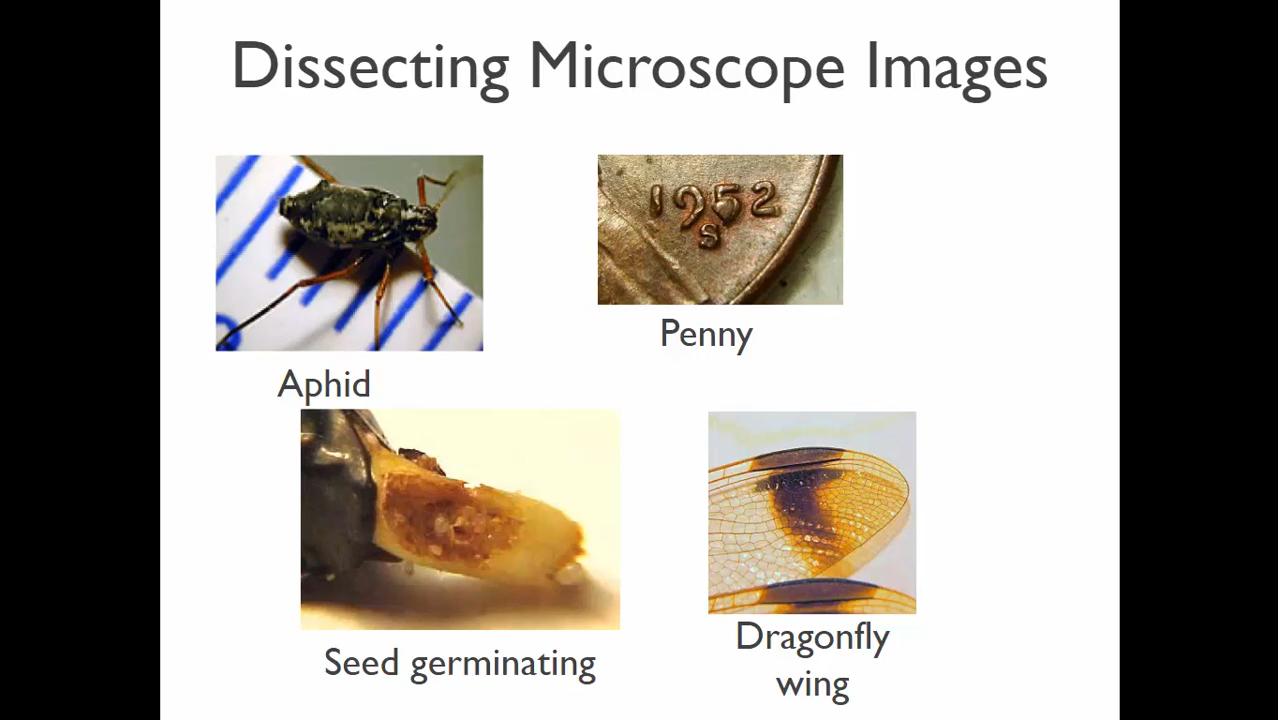 Dissecting Microscope Images
1952
S
Aphid
Penny
Seed germinating
Dragonfly
wing